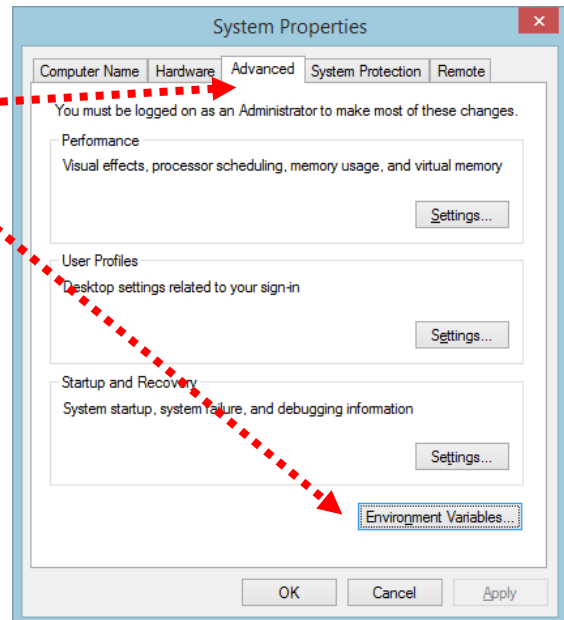 System Properties
Computer Name Hardware Advanced System Protection Remote
You must be logged on as an Administrator to make most of these changes.
Performance
Visual effects, processor scheduling, memory usage, and virtual memory
Settings...
User Profiles
Desktop settings related to your sign-in
Settings...
Startup and Recovery
System startup, system failure, and debugging information
Settings...
Environment Variables...
OK Cancel Apply